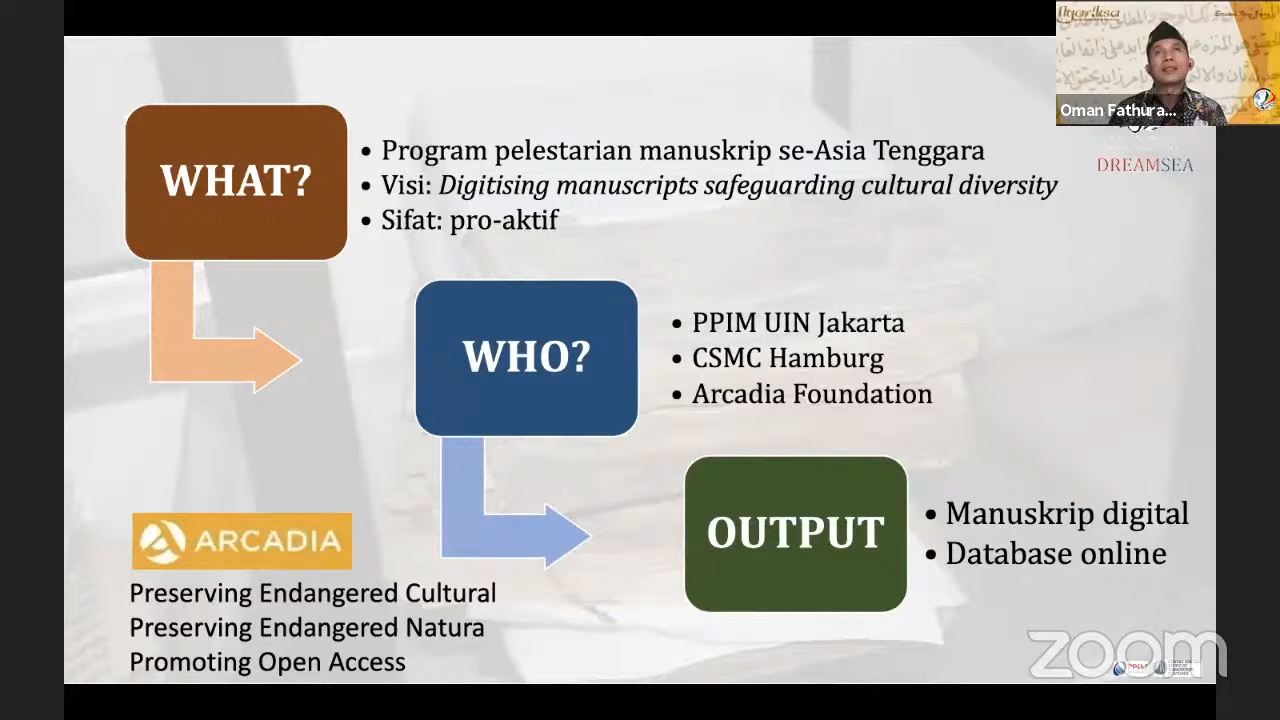 WHAT?
• Program pelestarian manuskrip se-Asia Tenggara
• Visi: Digitising manuscripts safeguarding cultural diversity
• Sifat: pro-aktif
WHO?
• PPIM UIN Jakarta
• CSMC Hamburg
• Arcadia Foundation
OUTPUT
• Manuskrip digital
• Database online
ARCADIA
Preserving Endangered Cultural
Preserving Endangered Natura
Promoting Open Access
Ngariksa
Oman Fathura...
DREAMSEA
zoom
PPIM